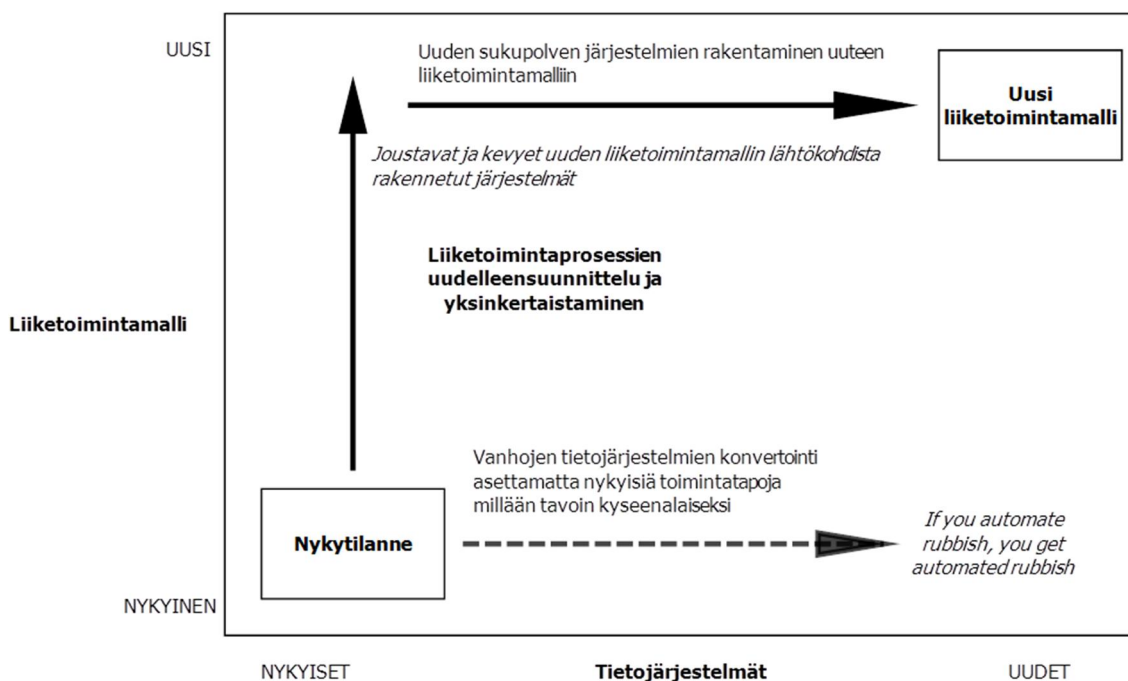 UUSI
Uuden sukupolven järjestelmien rakentaminen uuteen
liiketoimintamalliin
Uusi
liiketoimintamalli
Joustavat ja kevyet uuden liiketoimintamallin lähtökohdista
rakennetut järjestelmät
Liiketoimintaprosessien
uudelleensuunnittelu ja
yksinkertaistaminen
Liiketoimintamalli
Vanhojen tietojärjestelmien konvertointi
asettamatta nykyisiä toimintatapoja
millään tavoin kyseenalaiseksi
Nykytilanne
If you automate
rubbish, you get
automated rubbish
NYKYINEN
NYKYISET
Tietojärjestelmät
UUDET